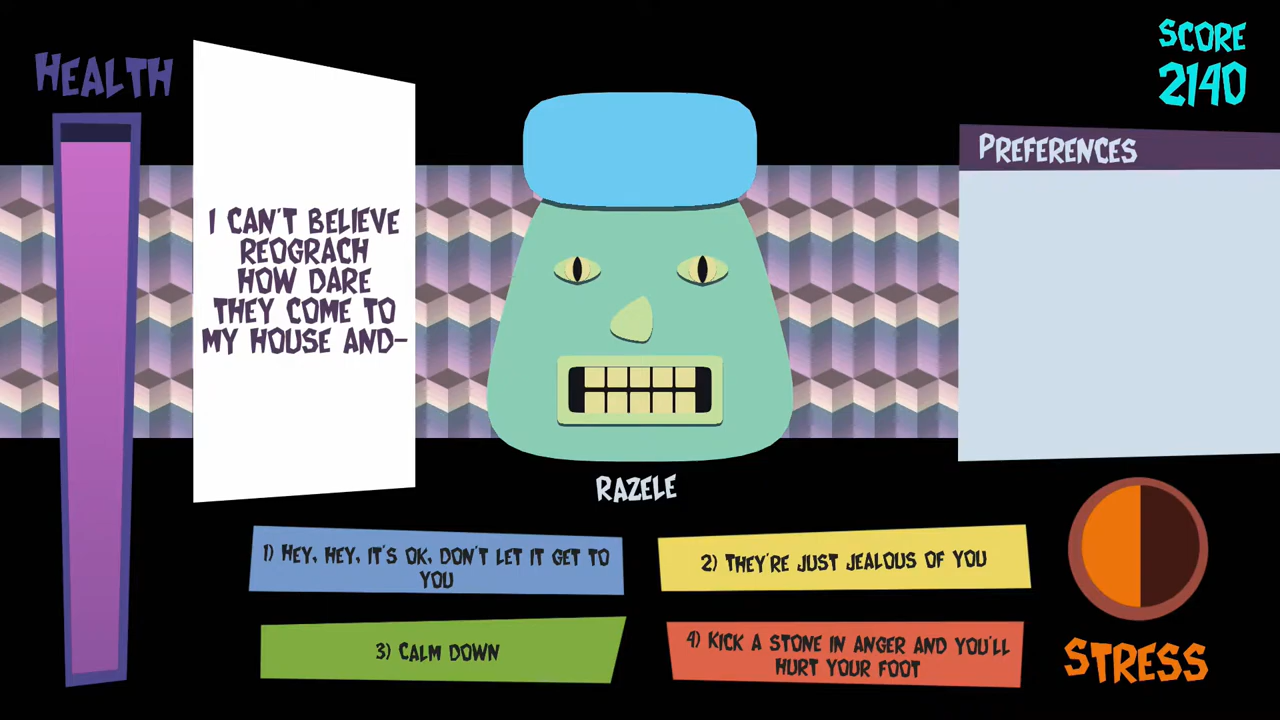 HEALTH
SCORE
2140
I CAN'T BELIEVE
REOGRACH
HOW DARE
THEY COME TO
MY HOUSE AND-
PREFERENCES
RAZELE
1) HEY, HEY, IT'S OK, DON'T LET IT GET TO
YOU
2) THEY'RE JUST JEALOUS OF YOU
3) CALM DOWN
4) KICK A STONE IN ANGER AND YOU'LL
HURT YOUR FOOT
STRESS